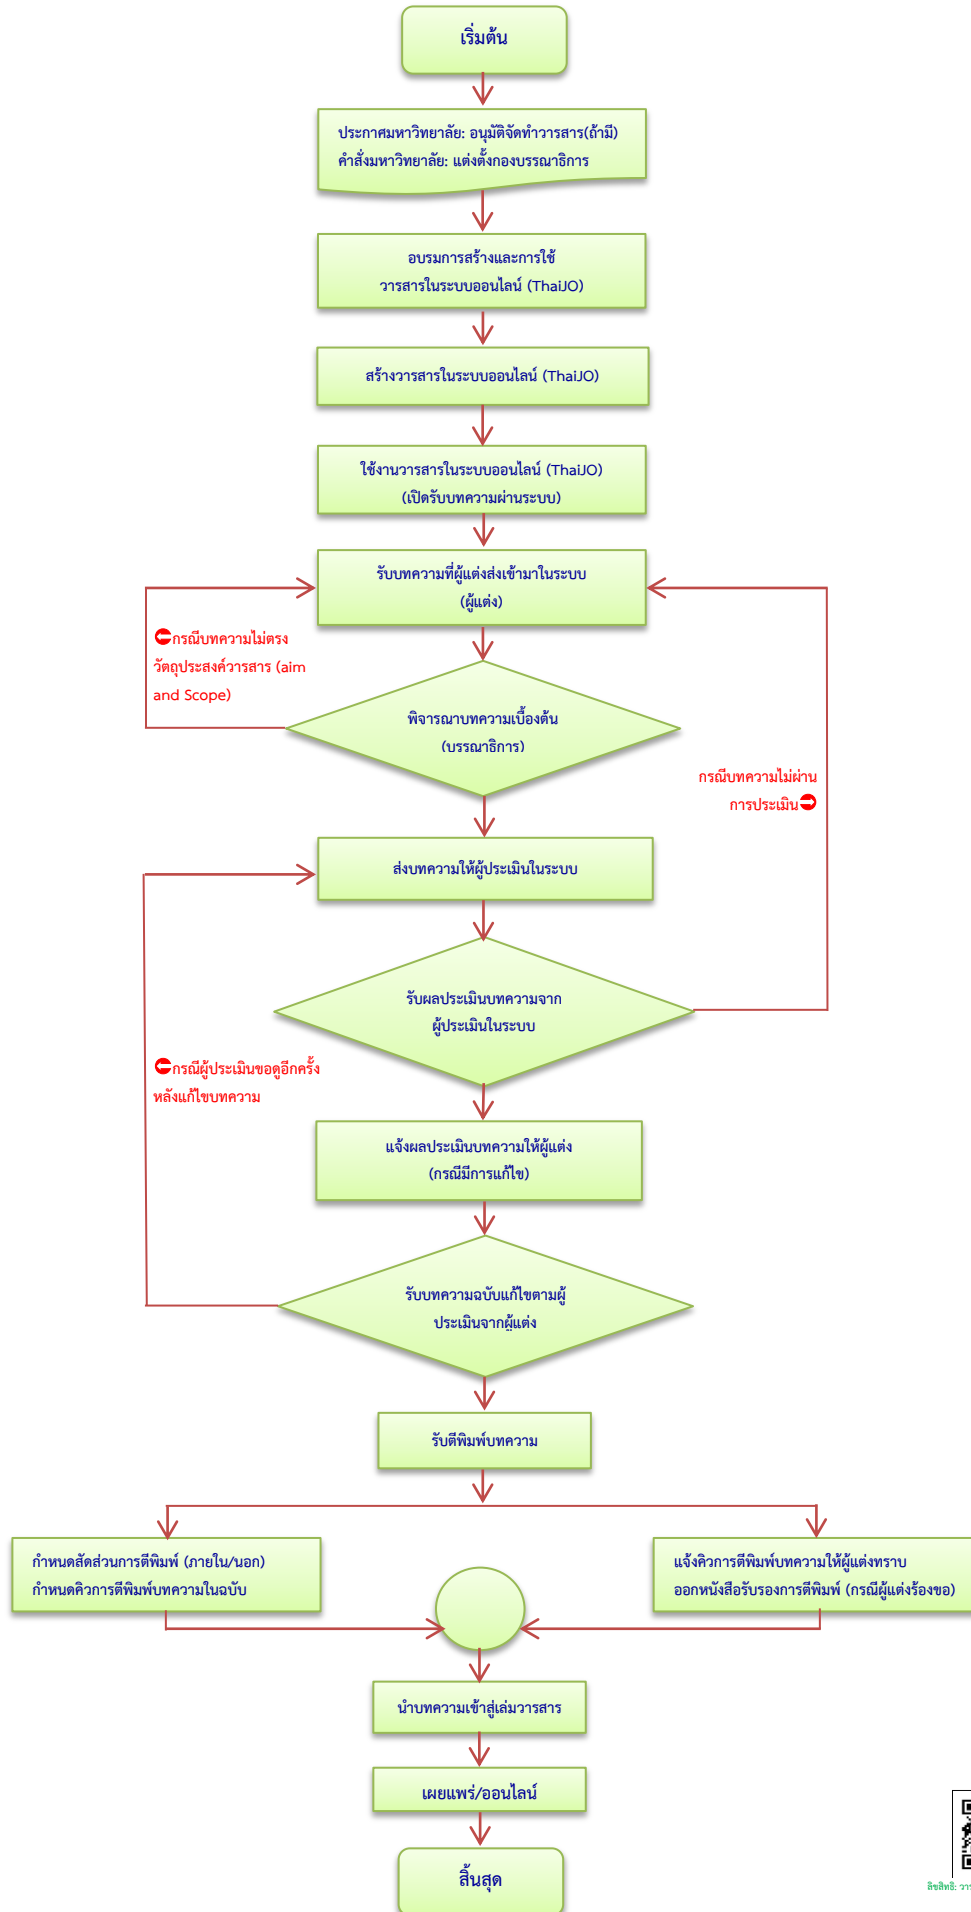 เริ่มต้น
ประกาศมหาวิทยาลัย: อนุมัติจัดทำวารสาร(ถ้ามี)
คำสั่งมหาวิทยาลัย: แต่งตั้งกองบรรณาธิการ
อบรมการสร้างและการใช้
วารสารในระบบออนไลน์ (ThaiJO)
สร้างวารสารในระบบออนไลน์ (ThaiJO)
ใช้งานวารสารในระบบออนไลน์ (ThaiJO)
(เปิดรับบทความผ่านระบบ)
รับบทความที่ผู้แต่งส่งเข้ามาในระบบ
(ผู้แต่ง)
กรณีบทความไม่ตรง
วัตถุประสงค์วารสาร (aim
and Scope)
พิจารณาบทความเบื้องต้น
(บรรณาธิการ)
กรณีบทความไม่ผ่าน
การประเมิน
ส่งบทความให้ผู้ประเมินในระบบ
รับผลประเมินบทความจาก
ผู้ประเมินในระบบ
กรณีผู้ประเมินขอดูอีกครั้ง
หลังแก้ไขบทความ
แจ้งผลประเมินบทความให้ผู้แต่ง
(กรณีมีการแก้ไข)
รับบทความฉบับแก้ไขตามผู้
ประเมินจากผู้แต่ง
รับตีพิมพ์บทความ
กำหนดสัดส่วนการตีพิมพ์ (ภายใน/นอก)
กำหนดคิวการตีพิมพ์บทความในฉบับ
แจ้งคิวการตีพิมพ์บทความให้ผู้แต่งทราบ
ออกหนังสือรับรองการตีพิมพ์ (กรณีผู้แต่งร้องขอ)
นำบทความเข้าสู่เล่มวารสาร
เผยแพร่/ออนไลน์
สิ้นสุด
ลิขสิทธิ์: วาร